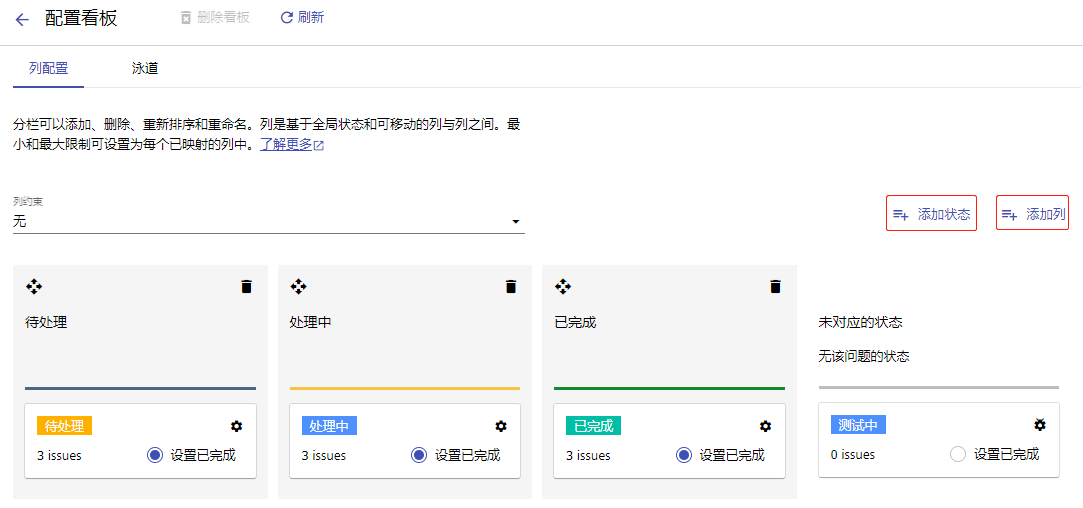 配置看板
删除看板
刷新
列配置
泳道
分栏可以添加、删除、重新排序和重命名。列是基于全局状态和可移动的列与列之间。最
小和最大限制可设置为每个已映射的列中。了解更多
列约束
无
添加状态
添加列
待处理
处理中
已完成
未对应的状态
无该问题的状态
待处理
3 issues
设置已完成
处理中
3 issues
设置已完成
已完成
3 issues
设置已完成
测试中
0 issues
设置已完成